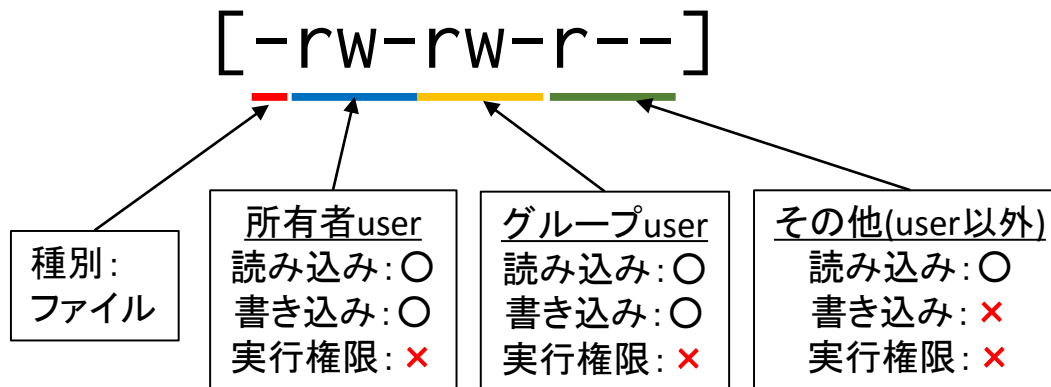 [-rw-rw-r--]
種別:
ファイル
所有者user
読み込み:○
書き込み:○
実行権限:×
グループuser
読み込み:○
書き込み:○
実行権限:×
その他(user以外)
読み込み:○
書き込み:×
実行権限:×